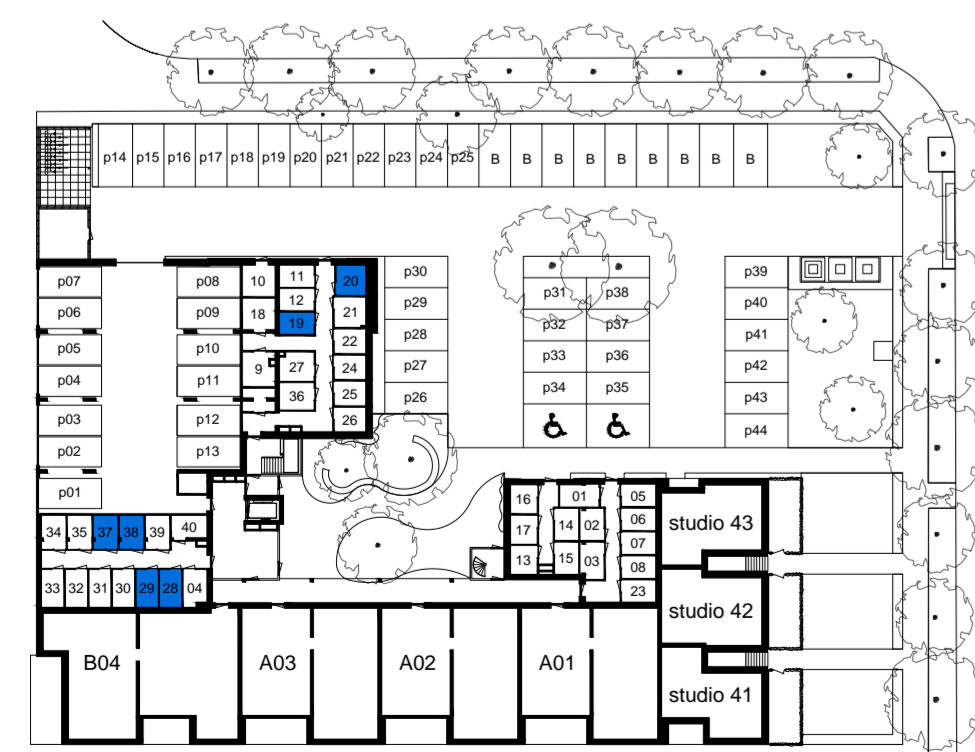 p14 p15 p16 p17 p18 p19 p20 p21 p22 p23 p24 p25 B B B B B B B B B
p07 p08 10 11 20 p30 p31 p38 p39
p06 p09 18 12 19 21 p29 p32 p37 p40
p05 p10 22 p28 p33 p36 p41
p04 p11 9 27 24 p27 p34 p35 p42
p03 p12 36 25 p26 p43
p02 p13 26 p44
p01
16 01 05
34 35 37 38 39 40 17 14 02 06 studio 43
13 15 03 07
08
33 32 31 30 29 28 04 23
studio 42
B04 A03 A02 A01
studio 41